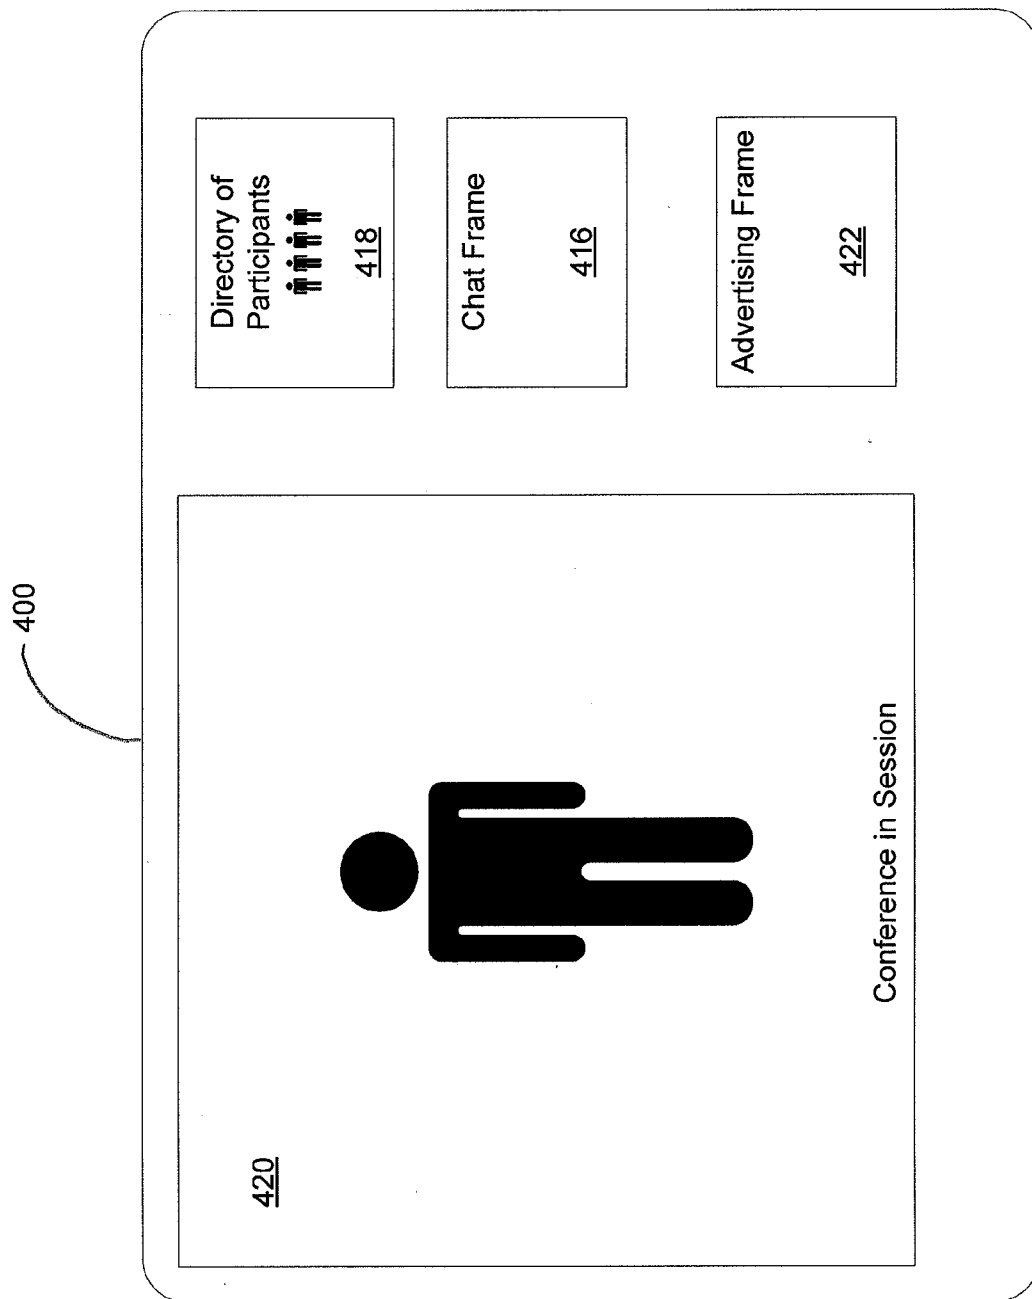 400
420
Conference in Session
Directory of
Participants
418
Chat Frame
416
Advertising Frame
422